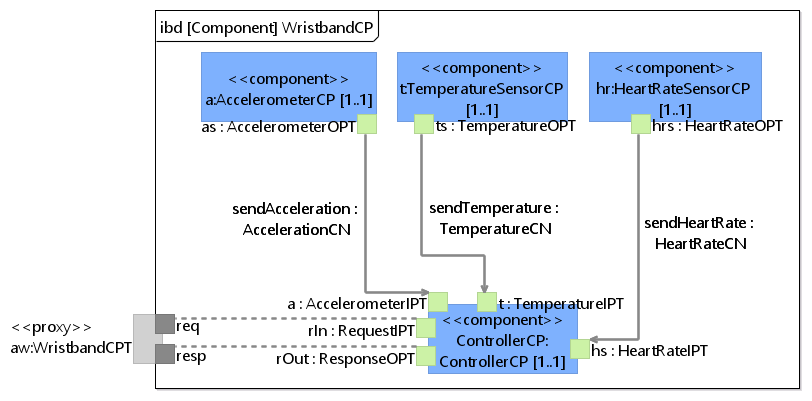 ibd [Component] WristbandCP
<<component>>
a:AccelerometerCP [1..1]
<<component>>
t:TemperatureSensorCP
[1..1]
<<component>>
hr:HeartRateSensorCP
[1..1]
as : AccelerometerOPT
ts : TemperatureOPT
hrs : HeartRateOPT
sendAcceleration :
AccelerationCN
sendTemperature :
TemperatureCN
sendHeartRate :
HeartRateCN
a : AccelerometerIPT
t : TemperatureIPT
<<proxy>>
aw:WristbandCPT
req
resp
rIn : RequestIPT
rOut : ResponseOPT
<<component>>
ControllerCP:
ControllerCP [1..1]
hs : HeartRateIPT